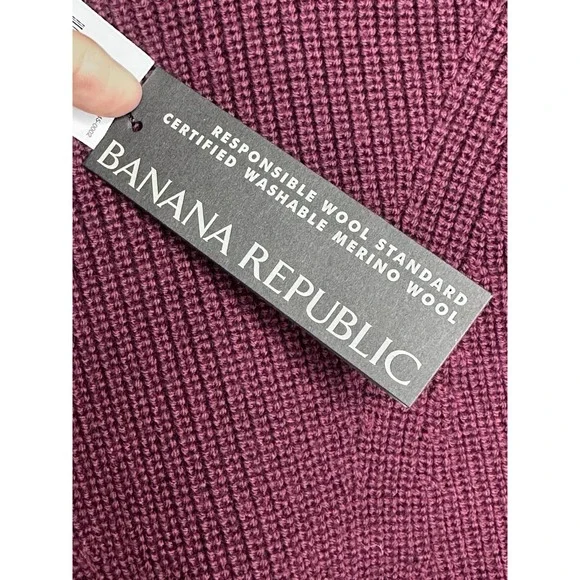 RESPONSIBLE WOOL STANDARD
CERTIFIED WASHABLE MERINO WOOL
BANANA REPUBLIC